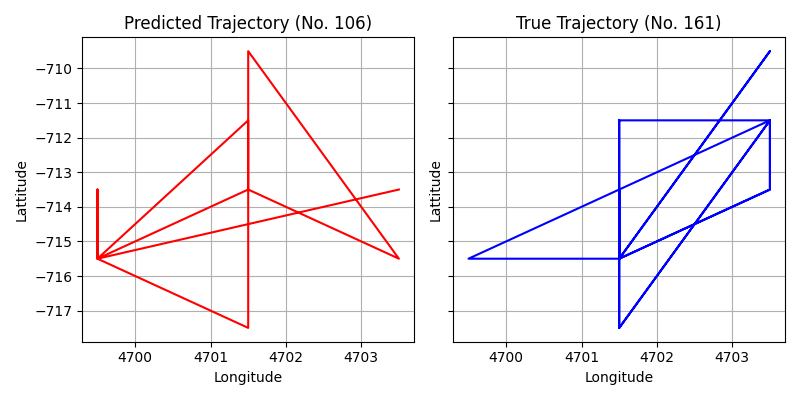 Predicted Trajectory (No. 106)
True Trajectory (No. 161)
−710
−711
−712
−713
−714
−715
−716
−717
Lattitude
Lattitude
4700 4701 4702 4703
4700 4701 4702 4703
Longitude
Longitude